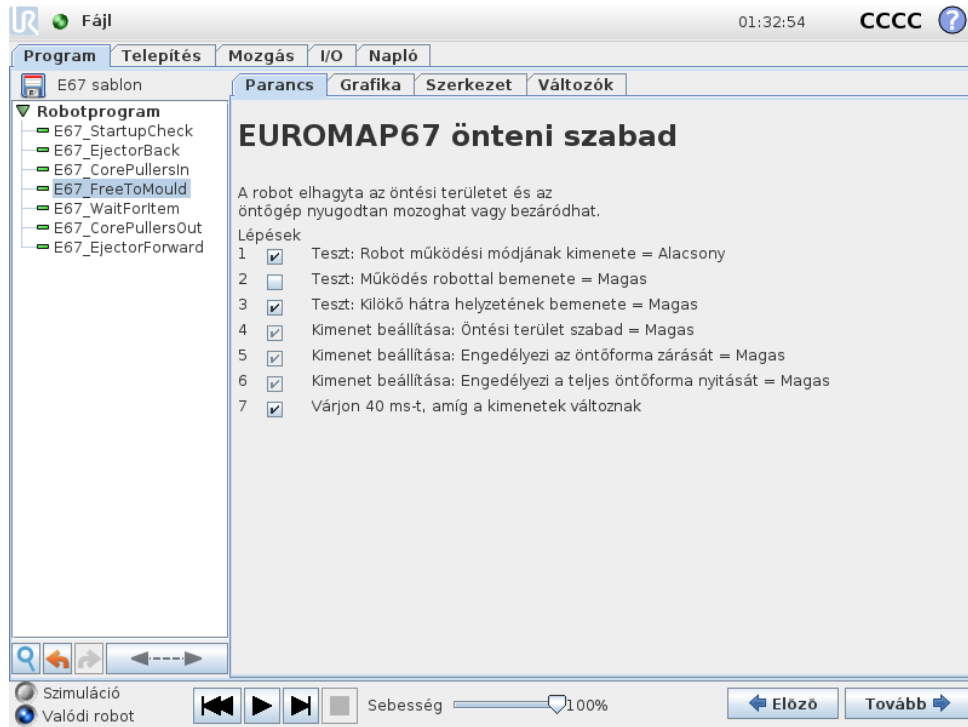 UR Fájl 01:32:54 CCCC ?
Program Telepítés Mozgás I/O Napló
E67 sablon
Parancs Grafika Szerkezet Változók
Robotprogram
E67_StartupCheck
E67_EjectorBack
E67_CorePullersIn
E67_FreeToMould
E67_WaitForItem
E67_CorePullersOut
E67_EjectorForward
EUROMAP67 önteni szabad
A robot elhagyta az öntési területet és az
öntőgép nyugodtan mozoghat vagy bezáródhat.
Lépések
1 Teszt: Robot működési módjának kimenete = Alacsony
2 Teszt: Működés robottal bemenete = Magas
3 Teszt: Kilökő hátra helyzetének bemenete = Magas
4 Kimenet beállítása: Öntési terület szabad = Magas
5 Kimenet beállítása: Engedélyezi az öntőforma zárását = Magas
6 Kimenet beállítása: Engedélyezi a teljes öntőforma nyitását = Magas
7 Várjon 40 ms-t, amíg a kimenetek változnak
Szimuláció
Valódi robot
Sebesség 100%
Előző Tovább